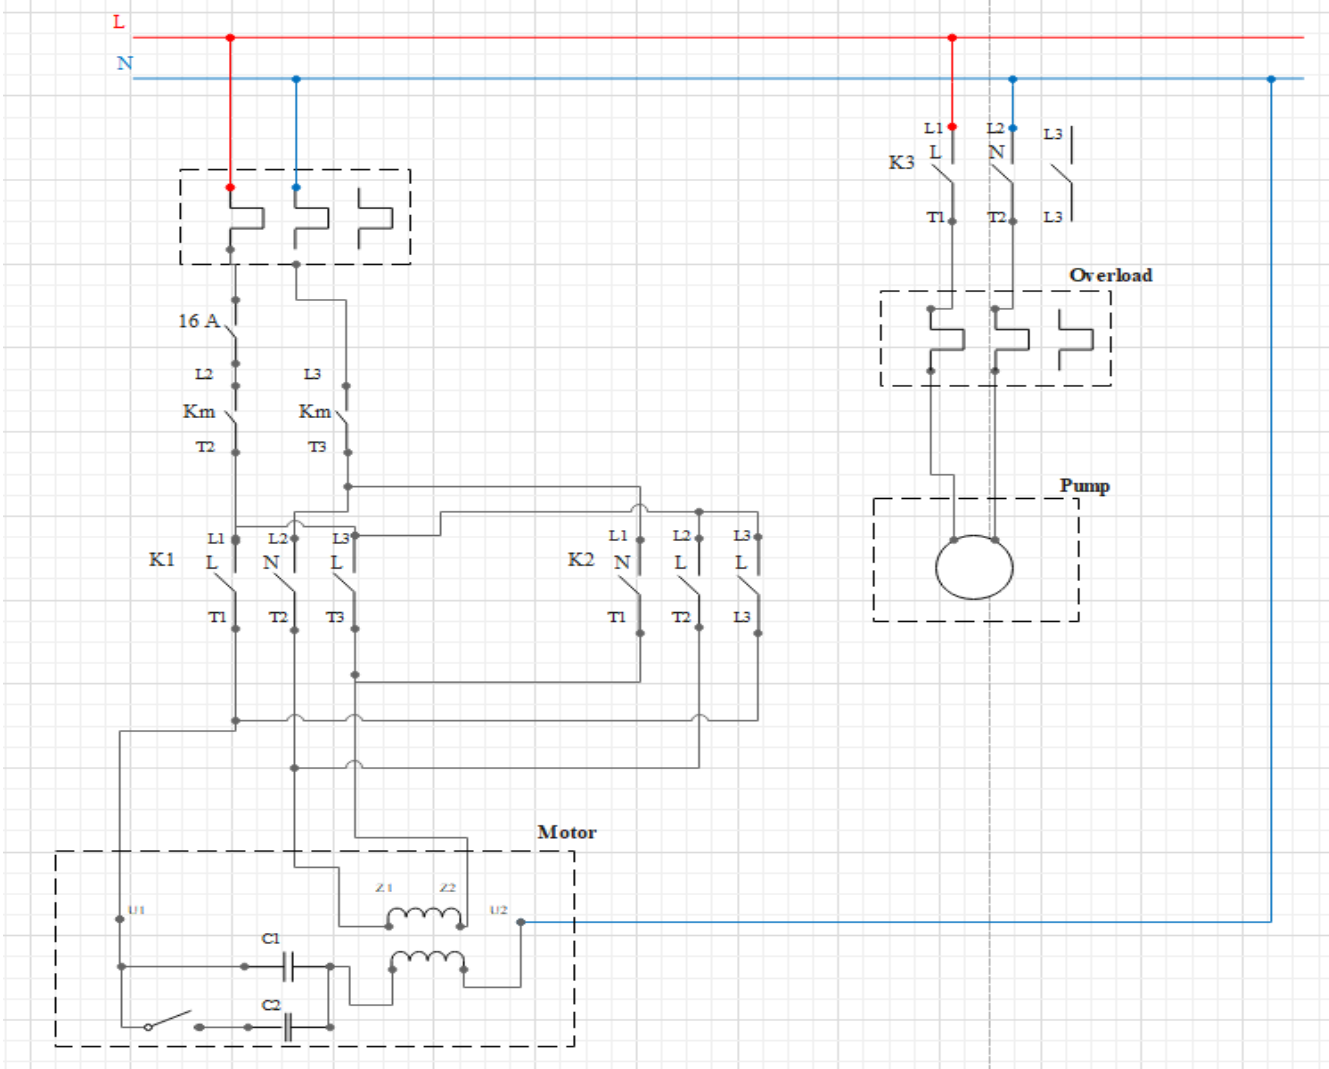 L
N
L1 L2 L3
K3 L N
T1 T2 L3
Overload
16 A
L2 L3
Km Km
T2 T3
Pump
L1 L2 L3 L1 L2 L3
K1 L N L K2 N L L
T1 T2 T3 T1 T2 L3
Motor
Z1 Z2
U1 U2
C1
C2